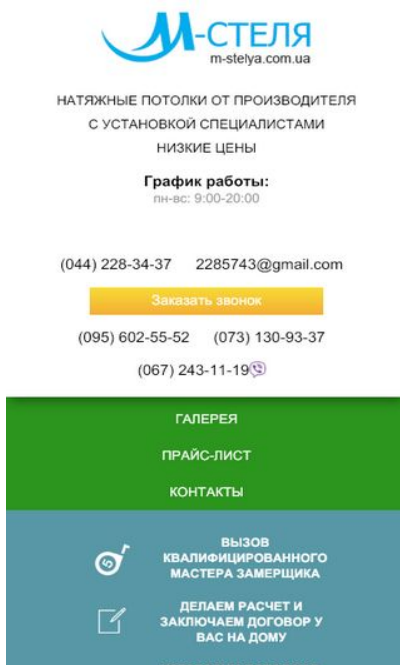 М-СТЕЛЯ
m-stelya.com.ua
НАТЯЖНЫЕ ПОТОЛКИ ОТ ПРОИЗВОДИТЕЛЯ
С УСТАНОВКОЙ СПЕЦИАЛИСТАМИ
НИЗКИЕ ЦЕНЫ
График работы:
пн-вс: 9:00-20:00
(044) 228-34-37 2285743@gmail.com
Заказать звонок
(095) 602-55-52 (073) 130-93-37
(067) 243-11-19
ГАЛЕРЕЯ
ПРАЙС-ЛИСТ
КОНТАКТЫ
ВЫЗОВ
КВАЛИФИЦИРОВАННОГО
МАСТЕРА ЗАМЕРЩИКА
ДЕЛАЕМ РАСЧЕТ И
ЗАКЛЮЧАЕМ ДОГОВОР У
ВАС НА ДОМУ